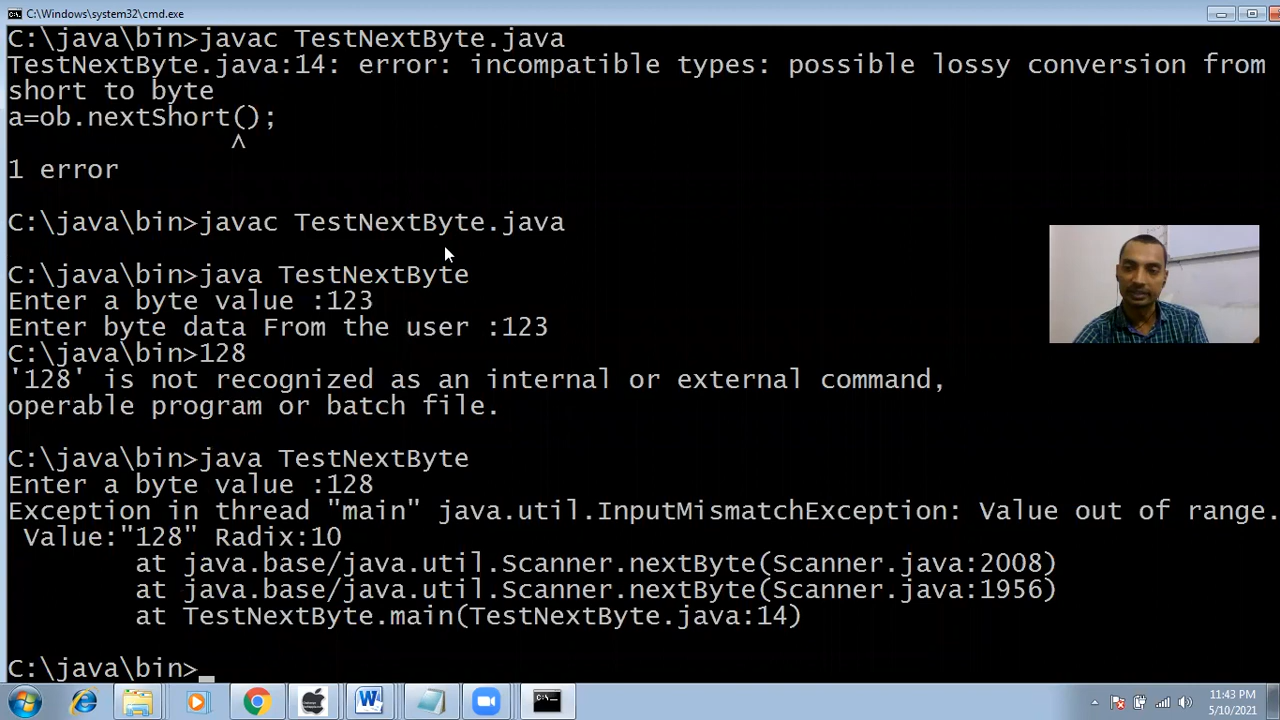 C:\Windows\system32\cmd.exe
C:\java\bin>javac TestNextByte.java
TestNextByte.java:14: error: incompatible types: possible lossy conversion from
short to byte
a=ob.nextShort();
^
1 error
C:\java\bin>javac TestNextByte.java
C:\java\bin>java TestNextByte
Enter a byte value :123
Enter byte data From the user :123
C:\java\bin>128
'128' is not recognized as an internal or external command,
operable program or batch file.
C:\java\bin>java TestNextByte
Enter a byte value :128
Exception in thread "main" java.util.InputMismatchException: Value out of range.
Value:"128" Radix:10
at java.base/java.util.Scanner.nextByte(Scanner.java:2008)
at java.base/java.util.Scanner.nextByte(Scanner.java:1956)
at TestNextByte.main(TestNextByte.java:14)
C:\java\bin>
11:43 PM
5/10/2021